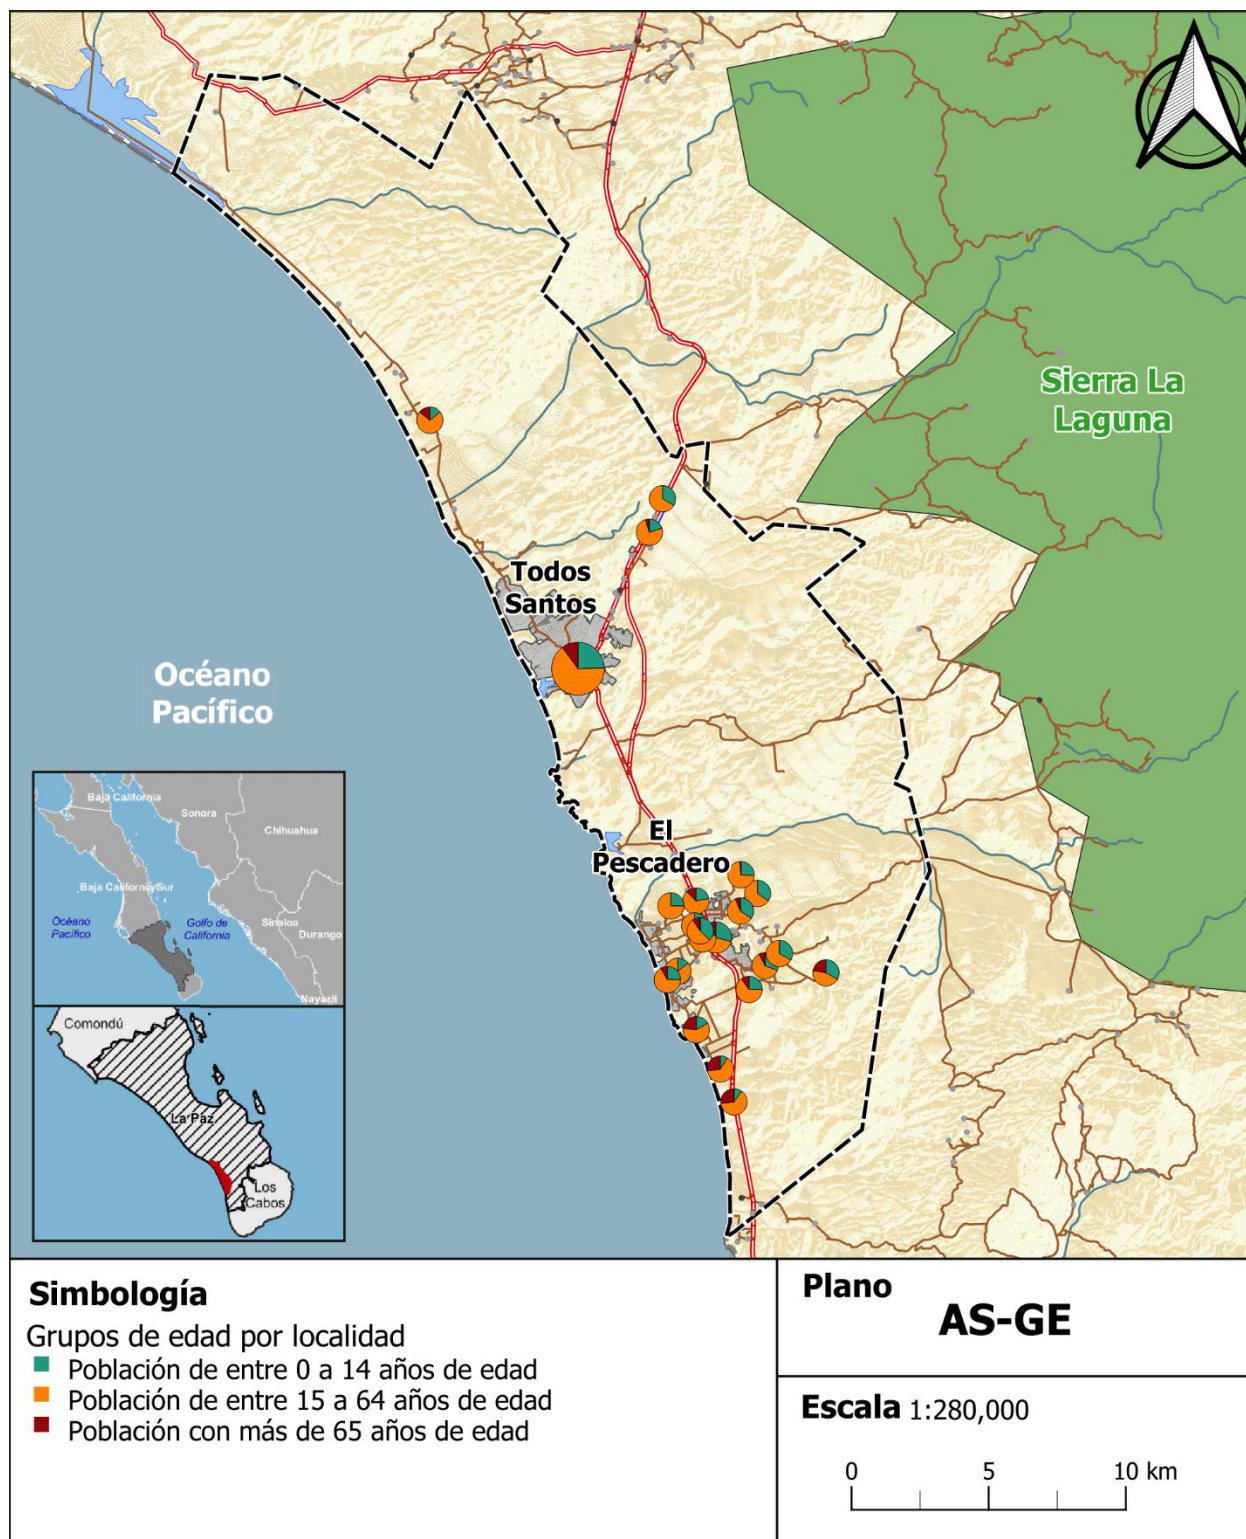 Sierra La
Laguna
Todos
Santos
Océano
Pacífico
El
Pescadero
Baja California
Sonora
Chihuahua
Baja California Sur
Océano
Pacífico
Golfo de
California
Sinaloa
Durango
Nayarit
Comondú
La Paz
Los
Cabos
Simbología
Grupos de edad por localidad
Población de entre 0 a 14 años de edad
Población de entre 15 a 64 años de edad
Población con más de 65 años de edad
Plano
AS-GE
Escala 1:280,000
0 5 10 km